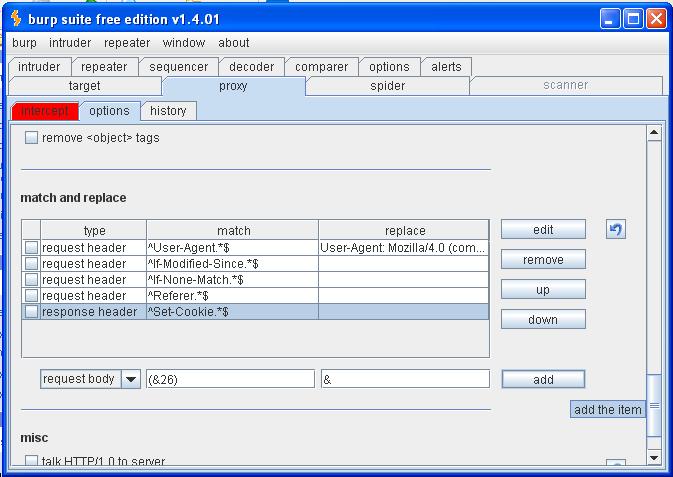 burp suite free edition v1.4.01
burp intruder repeater window about
intruder repeater sequencer decoder comparer options alerts
target proxy spider scanner
intercept options history
remove <object> tags
match and replace
type match replace
request header ^User-Agent.*$ User-Agent: Mozilla/4.0 (com...
request header ^If-Modified-Since.*$
request header ^If-None-Match.*$
request header ^Referer.*$
response header ^Set-Cookie.*$
edit
remove
up
down
request body (&26) & add
add the item
misc
talk HTTP/1.0 to server